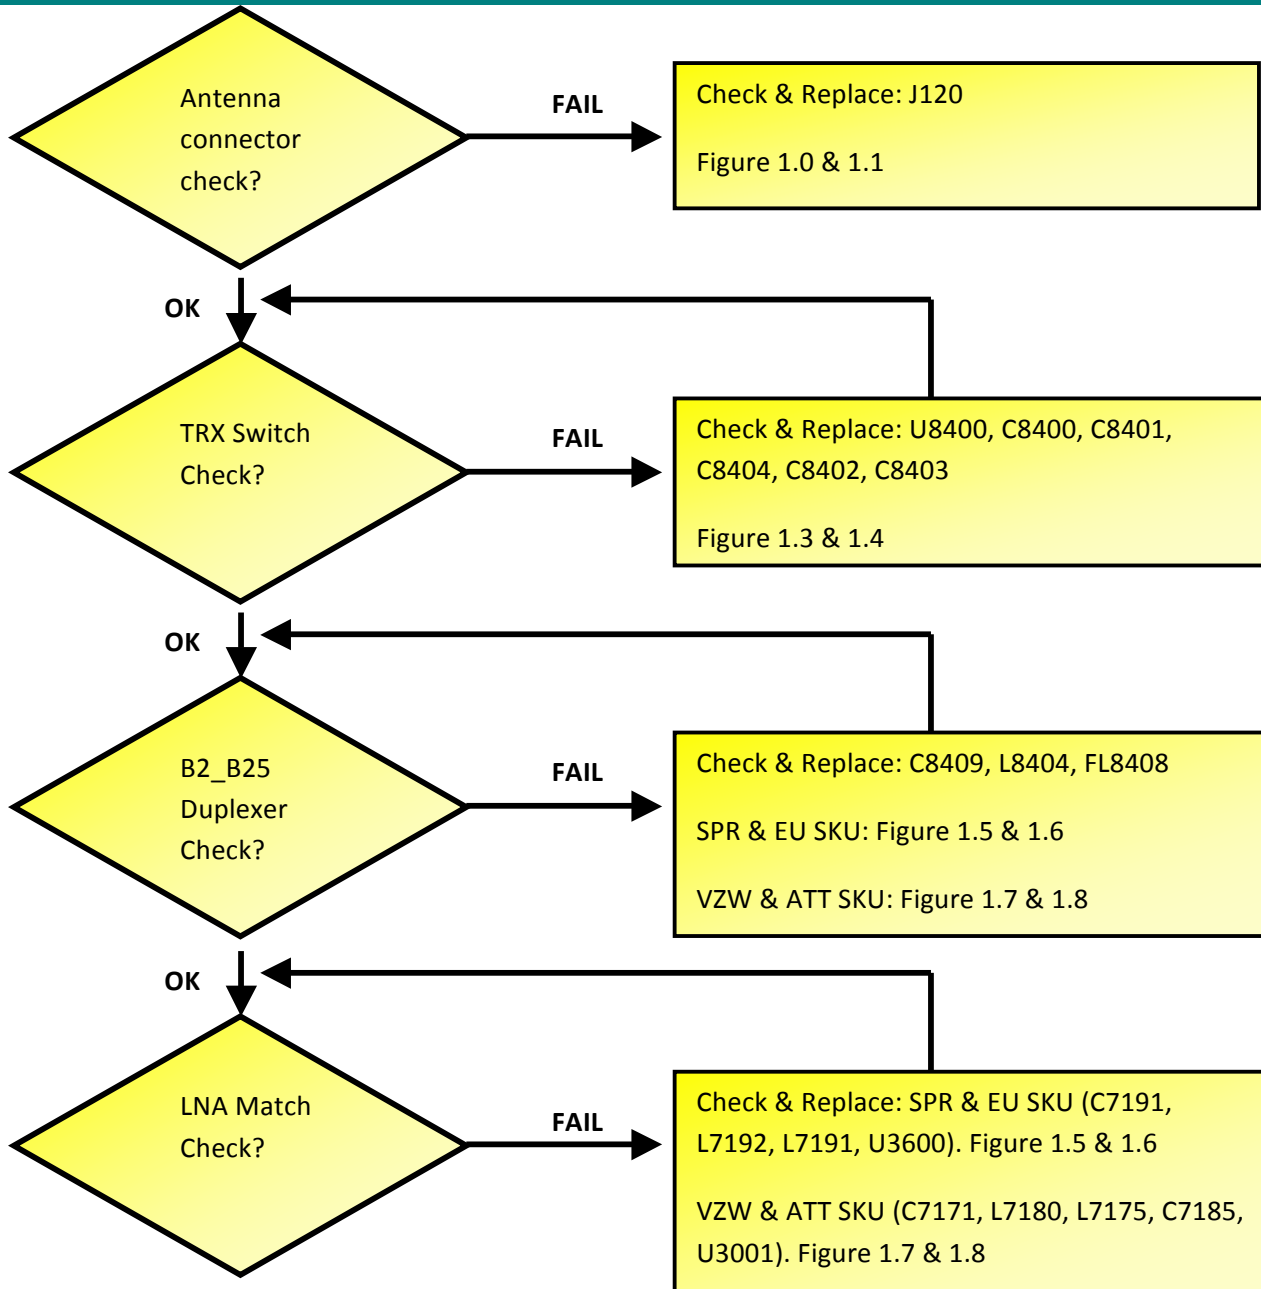 Antenna
connector
check?
FAIL
Check & Replace: J120
Figure 1.0 & 1.1
OK
TRX Switch
Check?
FAIL
Check & Replace: U8400, C8400, C8401,
C8404, C8402, C8403
Figure 1.3 & 1.4
OK
B2_B25
Duplexer
Check?
FAIL
Check & Replace: C8409, L8404, FL8408
SPR & EU SKU: Figure 1.5 & 1.6
VZW & ATT SKU: Figure 1.7 & 1.8
OK
LNA Match
Check?
FAIL
Check & Replace: SPR & EU SKU (C7191,
L7192, L7191, U3600). Figure 1.5 & 1.6
VZW & ATT SKU (C7171, L7180, L7175, C7185,
U3001). Figure 1.7 & 1.8